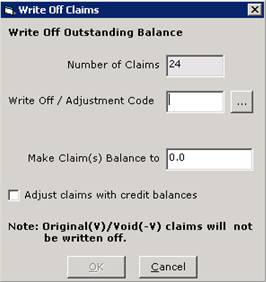 Write Off Claims
Write Off Outstanding Balance
Number of Claims 24
Write Off / Adjustment Code ...
Make Claim(s) Balance to 0.0
Adjust claims with credit balances
Note: Original(V)/Void(-V) claims will not
be written off.
OK Cancel